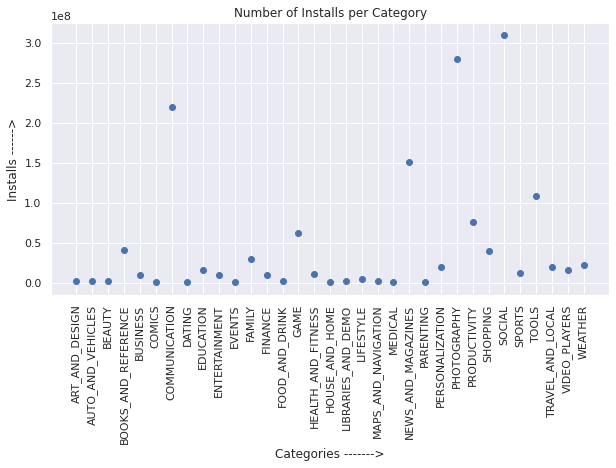 Number of Installs per Category
1e8
3.0
2.5
2.0
1.5
1.0
0.5
0.0
Installs ------->
ART_AND_DESIGN
AUTO_AND_VEHICLES
BEAUTY
BOOKS_AND_REFERENCE
BUSINESS
COMICS
COMMUNICATION
DATING
EDUCATION
ENTERTAINMENT
EVENTS
FAMILY
FINANCE
FOOD_AND_DRINK
GAME
HEALTH_AND_FITNESS
HOUSE_AND_HOME
LIBRARIES_AND_DEMO
LIFESTYLE
MAPS_AND_NAVIGATION
MEDICAL
NEWS_AND_MAGAZINES
PARENTING
PERSONALIZATION
PHOTOGRAPHY
PRODUCTIVITY
SHOPPING
SOCIAL
SPORTS
TOOLS
TRAVEL_AND_LOCAL
VIDEO_PLAYERS
WEATHER
Categories ------->